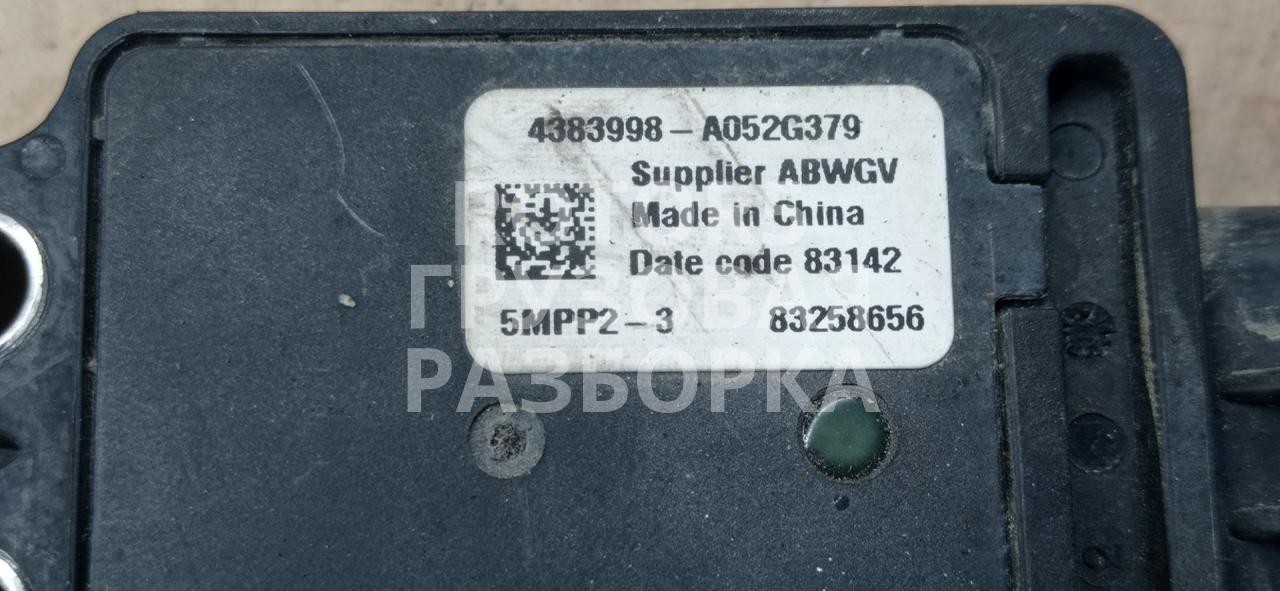 4383998-A052G379
Supplier ABWGV
Made in China
Date code 83142
5MPP2-3 83258656
ГРУЗОВАЯ
РАЗБОРКА